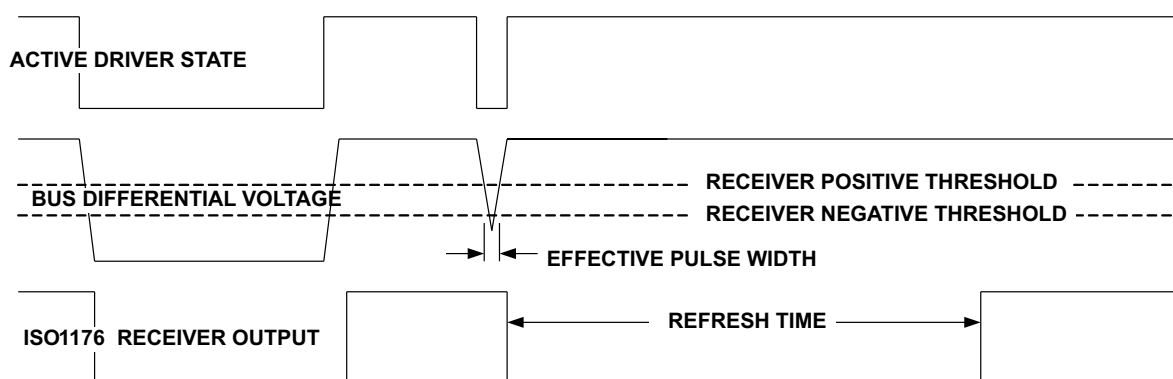 ACTIVE DRIVER STATE
RECEIVER POSITIVE THRESHOLD
BUS DIFFERENTIAL VOLTAGE
RECEIVER NEGATIVE THRESHOLD
EFFECTIVE PULSE WIDTH
REFRESH TIME
ISO1176 RECEIVER OUTPUT